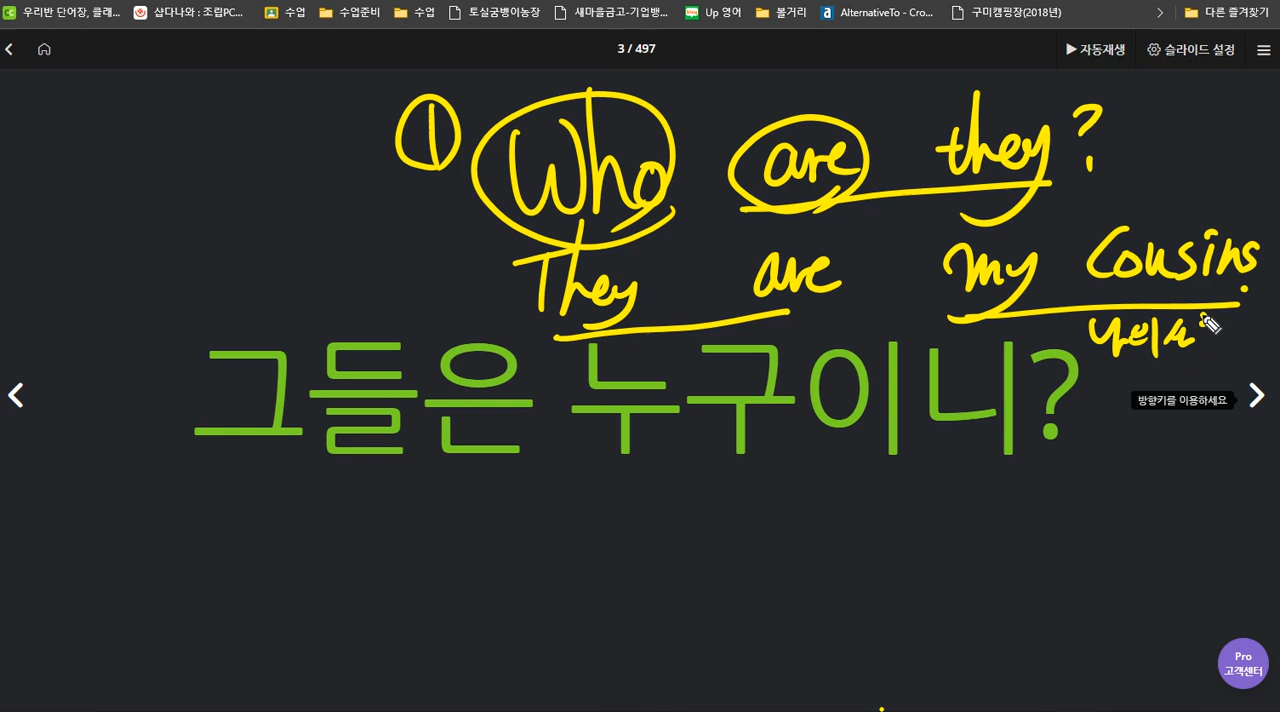 우리반 단어장, 클래... 샵다나와 : 조립PC... 수업 수업준비 수업 토실굼벵이농장 새마을금고-기업뱅... Up 영어 볼거리 AlternativeTo - Cro... 구미캠핑장(2018년) 다른 즐겨찾기
3 / 497 자동재생 슬라이드 설정
① Who are they?
They are my Cousins.
그들은 누구이니?
방향키를 이용하세요
Pro
고객센터